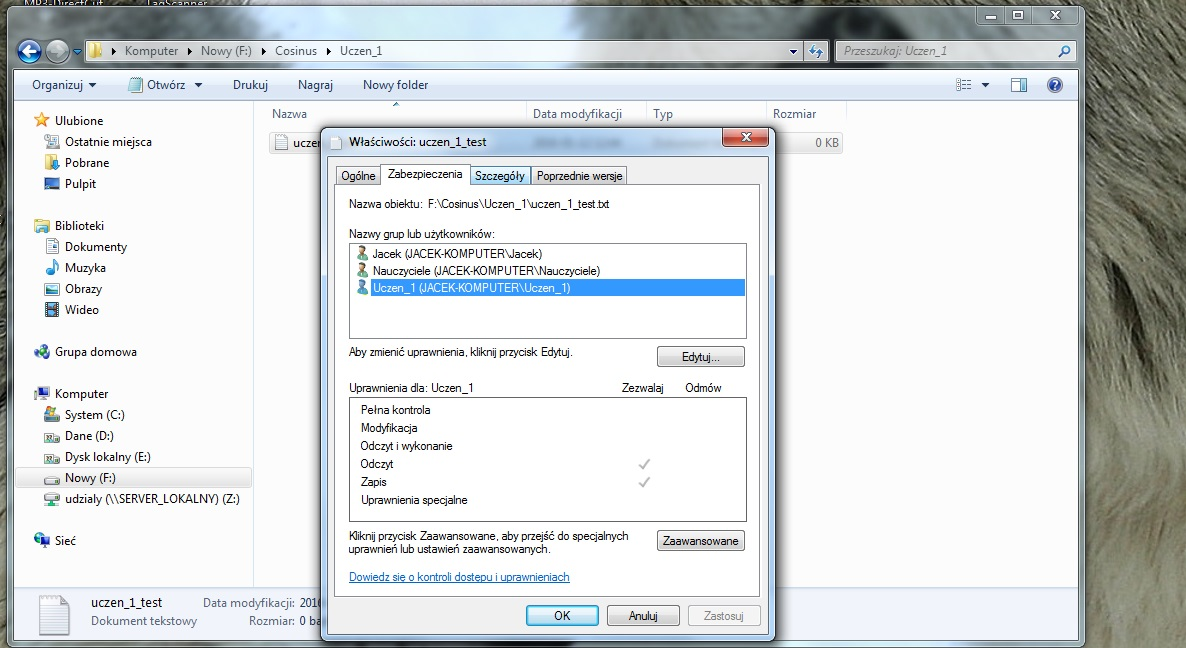 MP3-DirectCut TagScanner
Komputer Nowy (F:) Cosinus Uczen_1
Przeszukaj: Uczen_1
Organizuj Otwórz Drukuj Nagraj Nowy folder
Nazwa Data modyfikacji Typ Rozmiar
0 KB
Ulubione
Ostatnie miejsca
Pobrane
Pulpit
Biblioteki
Dokumenty
Muzyka
Obrazy
Wideo
Grupa domowa
Komputer
System (C:)
Dane (D:)
Dysk lokalny (E:)
Nowy (F:)
udzialy (\\SERVER_LOKALNY) (Z:)
Sieć
Właściwości: uczen_1_test
Ogólne Zabezpieczenia Szczegóły Poprzednie wersje
Nazwa obiektu: F:\Cosinus\Uczen_1\uczen_1_test.txt
Nazwy grup lub użytkowników:
Jacek (JACEK-KOMPUTER\Jacek)
Nauczyciele (JACEK-KOMPUTER\Nauczyciele)
Uczen_1 (JACEK-KOMPUTER\Uczen_1)
Aby zmienić uprawnienia, kliknij przycisk Edytuj.
Edytuj...
Uprawnienia dla: Uczen_1 Zezwalaj Odmów
Pełna kontrola
Modyfikacja
Odczyt i wykonanie
Odczyt
Zapis
Uprawnienia specjalne
Kliknij przycisk Zaawansowane, aby przejść do specjalnych
uprawnień lub ustawień zaawansowanych.
Zaawansowane
Dowiedz się o kontroli dostępu i uprawnieniach
OK Anuluj Zastosuj
uczen_1_test Data modyfikacji:
Dokument tekstowy Rozmiar: